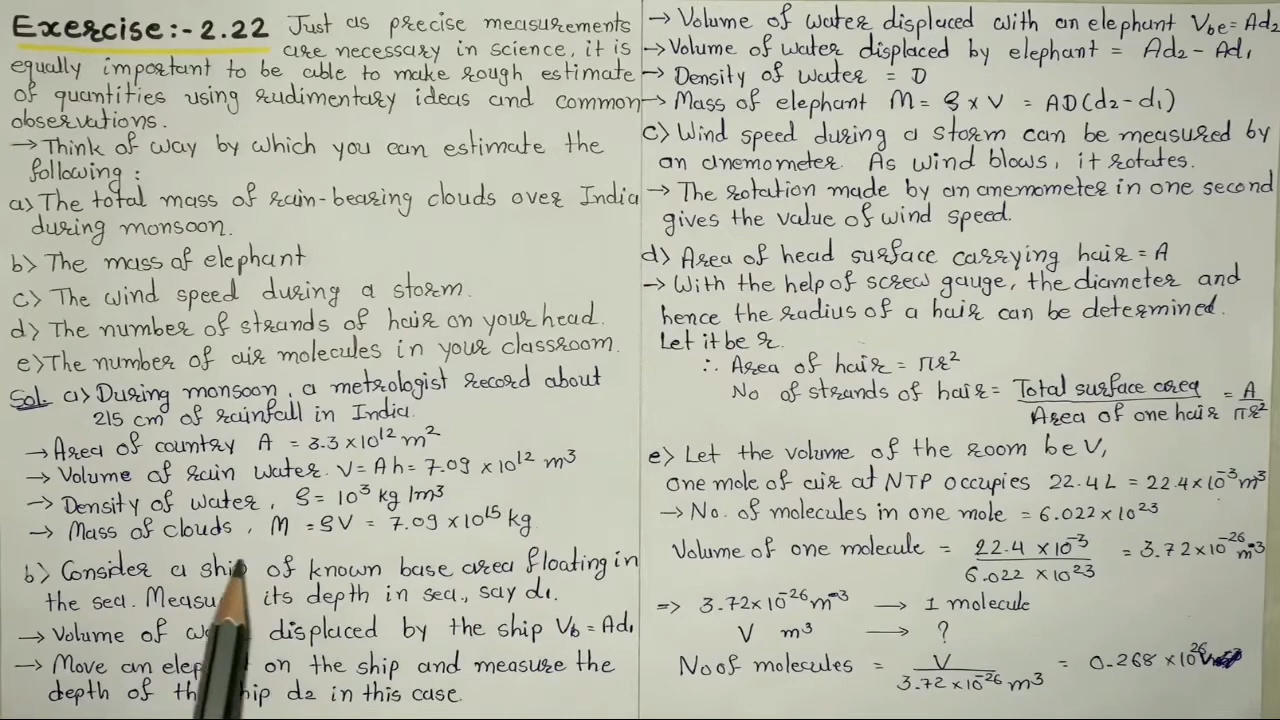 Exercise:- 2.22 Just as precise measurements
are necessary in science, it is
equally important to be able to make rough estimate
of quantities using rudimentary ideas and common
observations.
→ Think of way by which you can estimate the
following :
a) The total mass of rain-bearing clouds over India
during monsoon.
b) The mass of elephant
c) The wind speed during a storm.
d) The number of strands of hair on your head.
e) The number of air molecules in your classroom.
Sol. a) During monsoon, a metrologist record about
215 cm of rainfall in India.
→ Area of country A = 3.3 × 10¹² m²
→ Volume of rain water. V = Ah = 7.09 × 10¹² m³
→ Density of water, ϱ = 10³ kg/m³
→ Mass of clouds, M = ϱV = 7.09 × 10¹⁵ kg
b) Consider a ship of known base area floating in
the sea. its depth in sea, say d₁.
→ Volume of displaced by the ship Vb = Ad₁
→ Move an on the ship and measure the
depth of d₂ in this case.
→ Volume of water displaced with an elephant Vbe = Ad₂
→ Volume of water displaced by elephant = Ad₂ - Ad₁
→ Density of water = D
→ Mass of elephant M = ϱ × V = AD(d₂ - d₁)
c) Wind speed during a storm can be measured by
an anemometer. As wind blows, it rotates.
→ The rotation made by an anemometer in one second
gives the value of wind speed.
d) Area of head surface carrying hair = A
→ With the help of screw gauge, the diameter and
hence the radius of a hair can be determined.
Let it be r.
∴ Area of hair = πr²
No of strands of hair = Total surface area / Area of one hair = A / πr²
e) Let the volume of the room be V,
One mole of air at NTP occupies 22.4 L = 22.4 × 10⁻³ m³
→ No. of molecules in one mole = 6.022 × 10²³
Volume of one molecule = 22.4 × 10⁻³ / 6.022 × 10²³ = 3.72 × 10⁻²⁶ m⁻³
⇒ 3.72 × 10⁻²⁶ m⁻³ → 1 molecule
V m³ → ?
No of molecules = V / 3.72 × 10⁻²⁶ m³ = 0.268 × 10²⁶ V